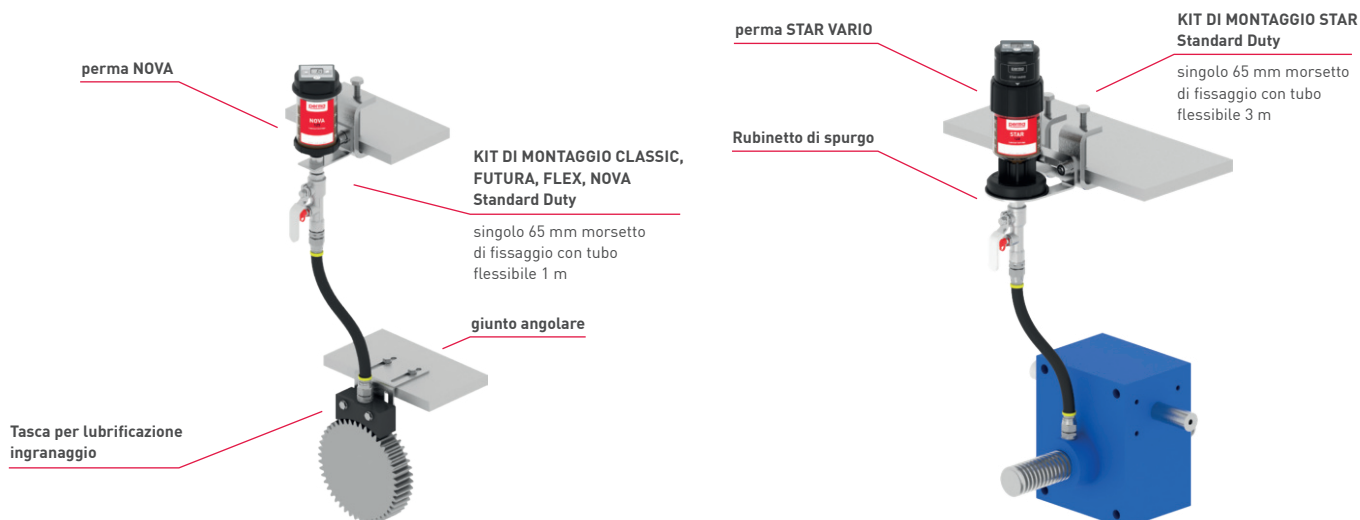 perma NOVA
KIT DI MONTAGGIO CLASSIC,
FUTURA, FLEX, NOVA
Standard Duty
singolo 65 mm morsetto
di fissaggio con tubo
flessibile 1 m
giunto angolare
Tasca per lubrificazione
ingranaggio
NOVA
perma STAR VARIO
KIT DI MONTAGGIO STAR
Standard Duty
singolo 65 mm morsetto
di fissaggio con tubo
flessibile 3 m
Rubinetto di spurgo
STAR